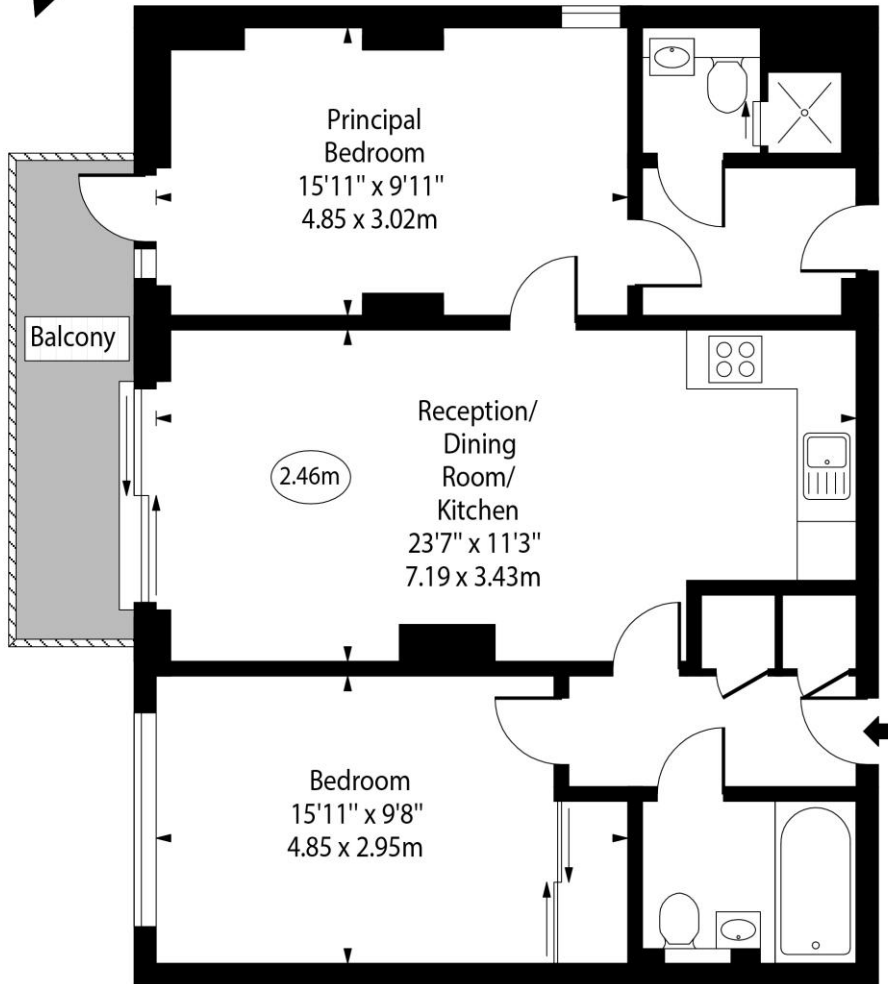 Principal
Bedroom
15'11" x 9'11"
4.85 x 3.02m
Balcony
Reception/
Dining
Room/
Kitchen
23'7" x 11'3"
7.19 x 3.43m
2.46m
Bedroom
15'11" x 9'8"
4.85 x 2.95m